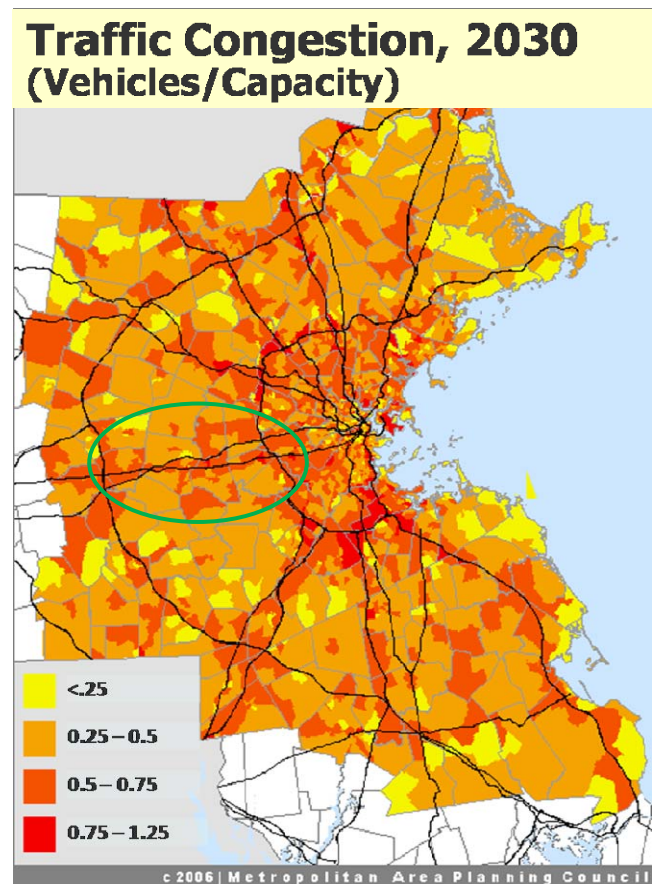 Traffic Congestion, 2030
(Vehicles/Capacity)
<.25
0.25–0.5
0.5–0.75
0.75–1.25
c 2006 | Metropolitan Area Planning Council